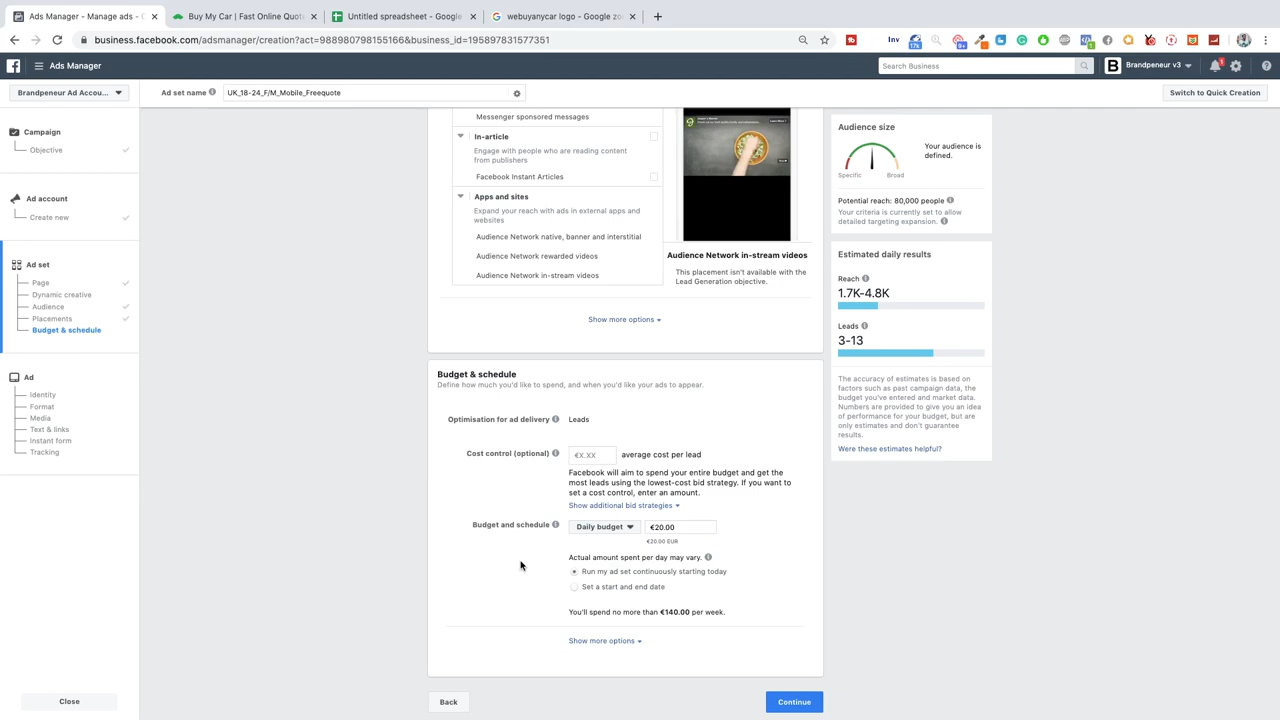 Ads Manager - Manage ads - C
Buy My Car | Fast Online Quot
Untitled spreadsheet - Google
webuyanycar logo - Google zo
business.facebook.com/adsmanager/creation?act=988980798155166&business_id=195897831577351
Inv
17k
9+
Ads Manager
Search Business
B
Brandpeneur v3
1
Brandpeneur Ad Accou...
Ad set name
UK_18-24_F/M_Mobile_Freequote
Switch to Quick Creation
Campaign
Objective
Ad account
Create new
Ad set
Page
Dynamic creative
Audience
Placements
Budget & schedule
Ad
Identity
Format
Media
Text & links
Instant form
Tracking
Close
Messenger sponsored messages
In-article
Engage with people who are reading content
from publishers
Facebook Instant Articles
Apps and sites
Expand your reach with ads in external apps and
websites
Audience Network native, banner and interstitial
Audience Network rewarded videos
Audience Network in-stream videos
Audience Network in-stream videos
This placement isn't available with the
Lead Generation objective.
Show more options
Budget & schedule
Define how much you'd like to spend, and when you'd like your ads to appear.
Optimisation for ad delivery
Leads
Cost control (optional)
€X.XX
average cost per lead
Facebook will aim to spend your entire budget and get the
most leads using the lowest-cost bid strategy. If you want to
set a cost control, enter an amount.
Show additional bid strategies
Budget and schedule
Daily budget
€20.00
€20.00 EUR
Actual amount spent per day may vary.
Run my ad set continuously starting today
Set a start and end date
You'll spend no more than €140.00 per week.
Show more options
Back
Continue
Audience size
Your audience is
defined.
Specific
Broad
Potential reach: 80,000 people
Your criteria is currently set to allow
detailed targeting expansion.
Estimated daily results
Reach
1.7K-4.8K
Leads
3-13
The accuracy of estimates is based on
factors such as past campaign data, the
budget you've entered and market data.
Numbers are provided to give you an idea
of performance for your budget, but are
only estimates and don't guarantee
results.
Were these estimates helpful?